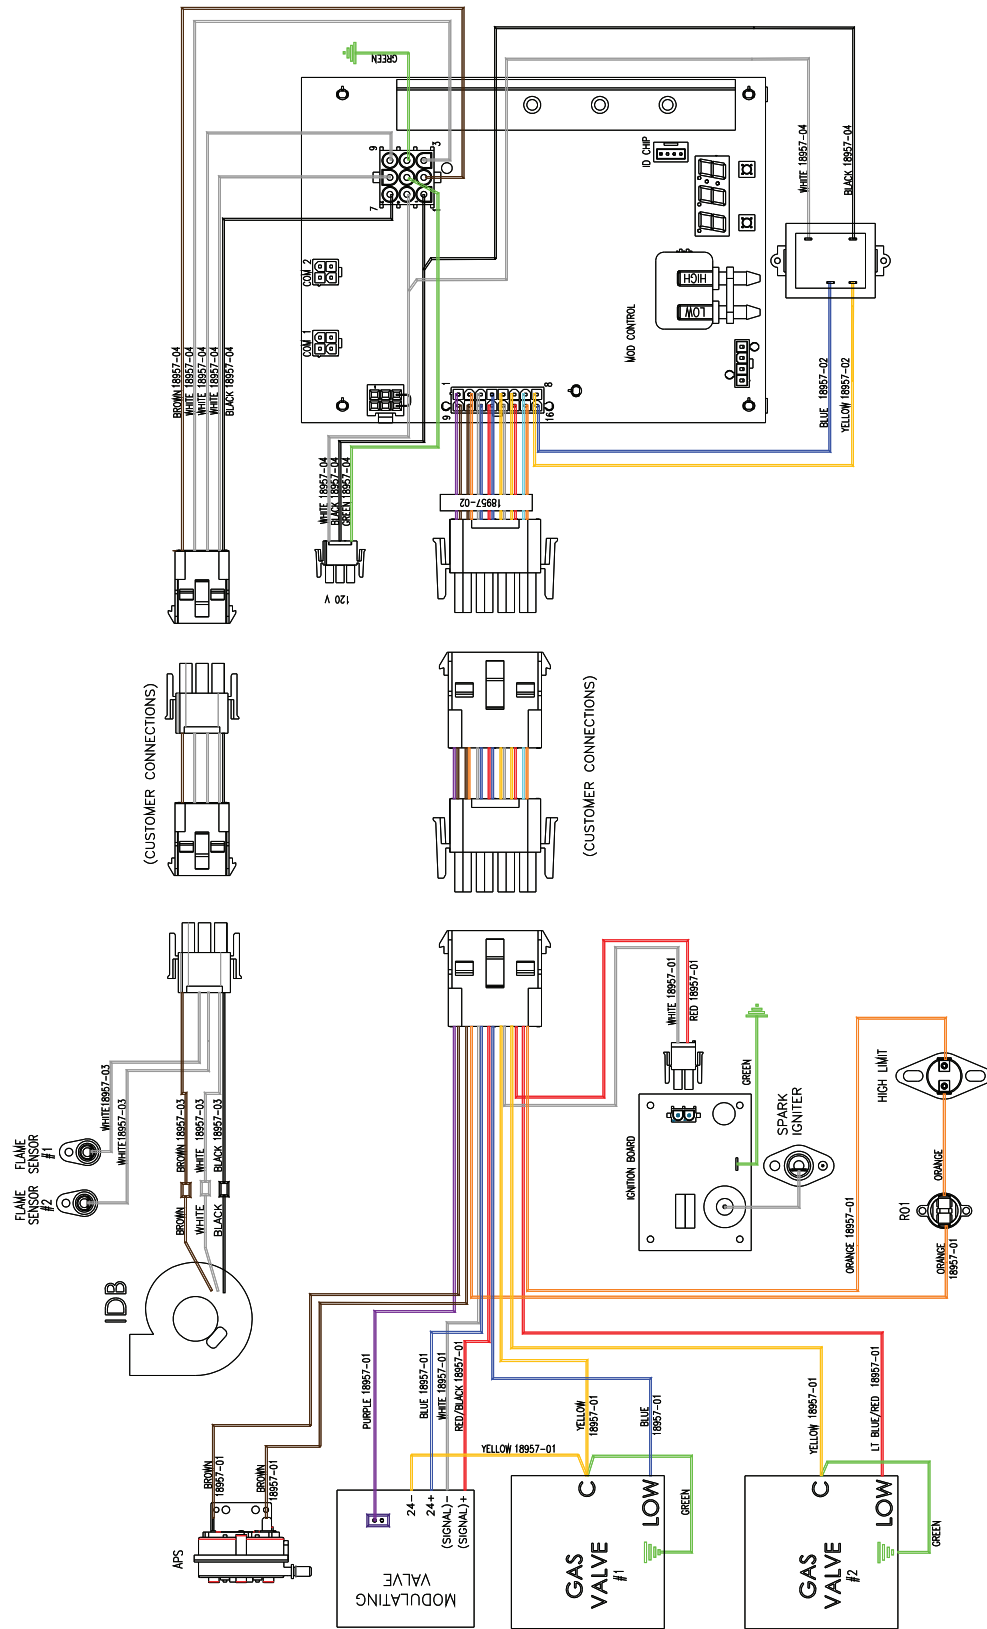 GREEN
9
3
7
1
ID CHIP
COM 2
COM 1
HIGH
LOW
MOD CONTROL
WHITE 18957-04
BLACK 18957-04
BLUE 18957-02
YELLOW 18957-02
BROWN 18957-04
WHITE 18957-04
WHITE 18957-04
WHITE 18957-04
BLACK 18957-04
1
8
9
16
WHITE 18957-04
BLACK 18957-04
GREEN 18957-04
120 V
18957-02
(CUSTOMER CONNECTIONS)
(CUSTOMER CONNECTIONS)
WHITE 18957-01
RED 18957-01
GREEN
HIGH LIMIT
SPARK
IGNITER
IGNITION BOARD
FLAME
SENSOR
#1
FLAME
SENSOR
#2
WHITE18957-03
WHITE18957-03
BROWN 18957-03
WHITE 18957-03
BLACK 18957-03
BROWN
WHITE
BLACK
IDB
ORANGE
RO1
ORANGE 18957-01
ORANGE
18957-01
PURPLE 18957-01
BLUE 18957-01
WHITE 18957-01
RED/BLACK 18957-01
YELLOW 18957-01
YELLOW
18957-01
BLUE
18957-01
YELLOW 18957-01
LT BLUE/RED 18957-01
BROWN
18957-01
BROWN
18957-01
APS
24-
24+
(SIGNAL)-
(SIGNAL)+
MODULATING
VALVE
C
LOW
GREEN
GAS
VALVE
#1
C
LOW
GREEN
GAS
VALVE
#2